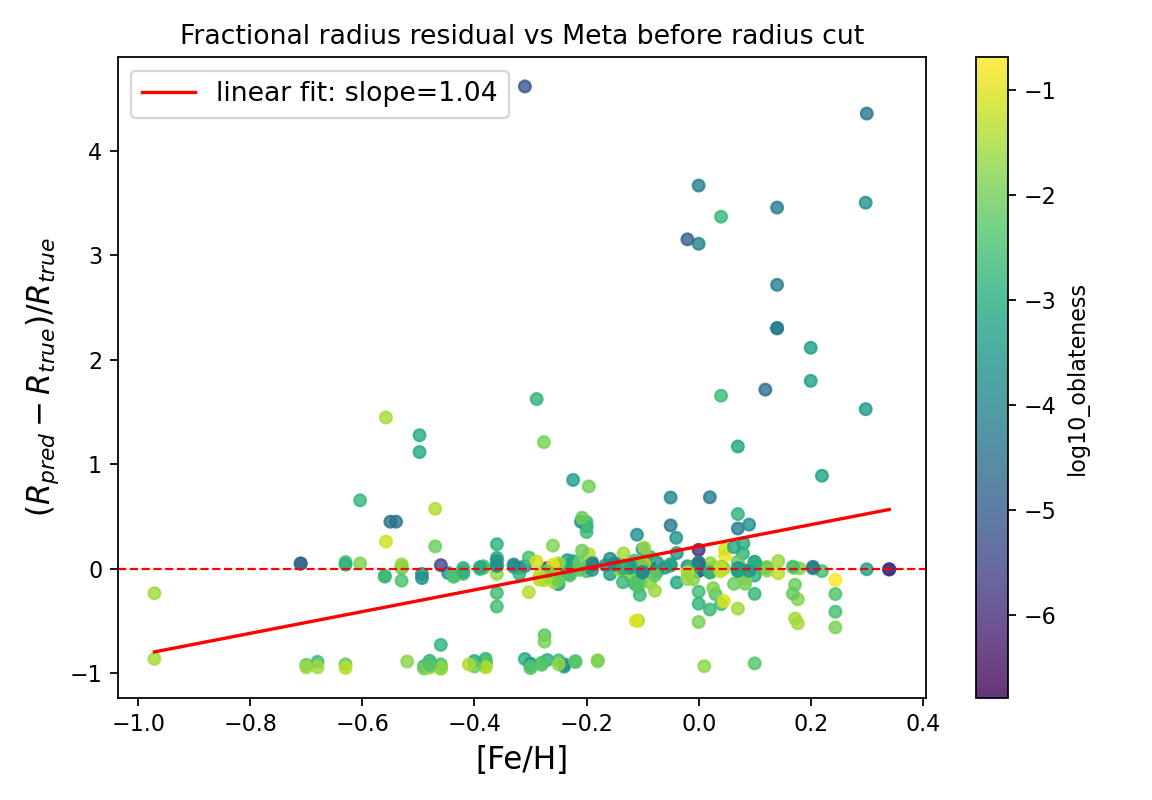 Fractional radius residual vs Meta before radius cut
linear fit: slope=1.04
4
3
2
1
0
−1
(R_pred − R_true)/R_true
−1.0 −0.8 −0.6 −0.4 −0.2 0.0 0.2 0.4
[Fe/H]
−1
−2
−3
−4
−5
−6
log10_oblateness